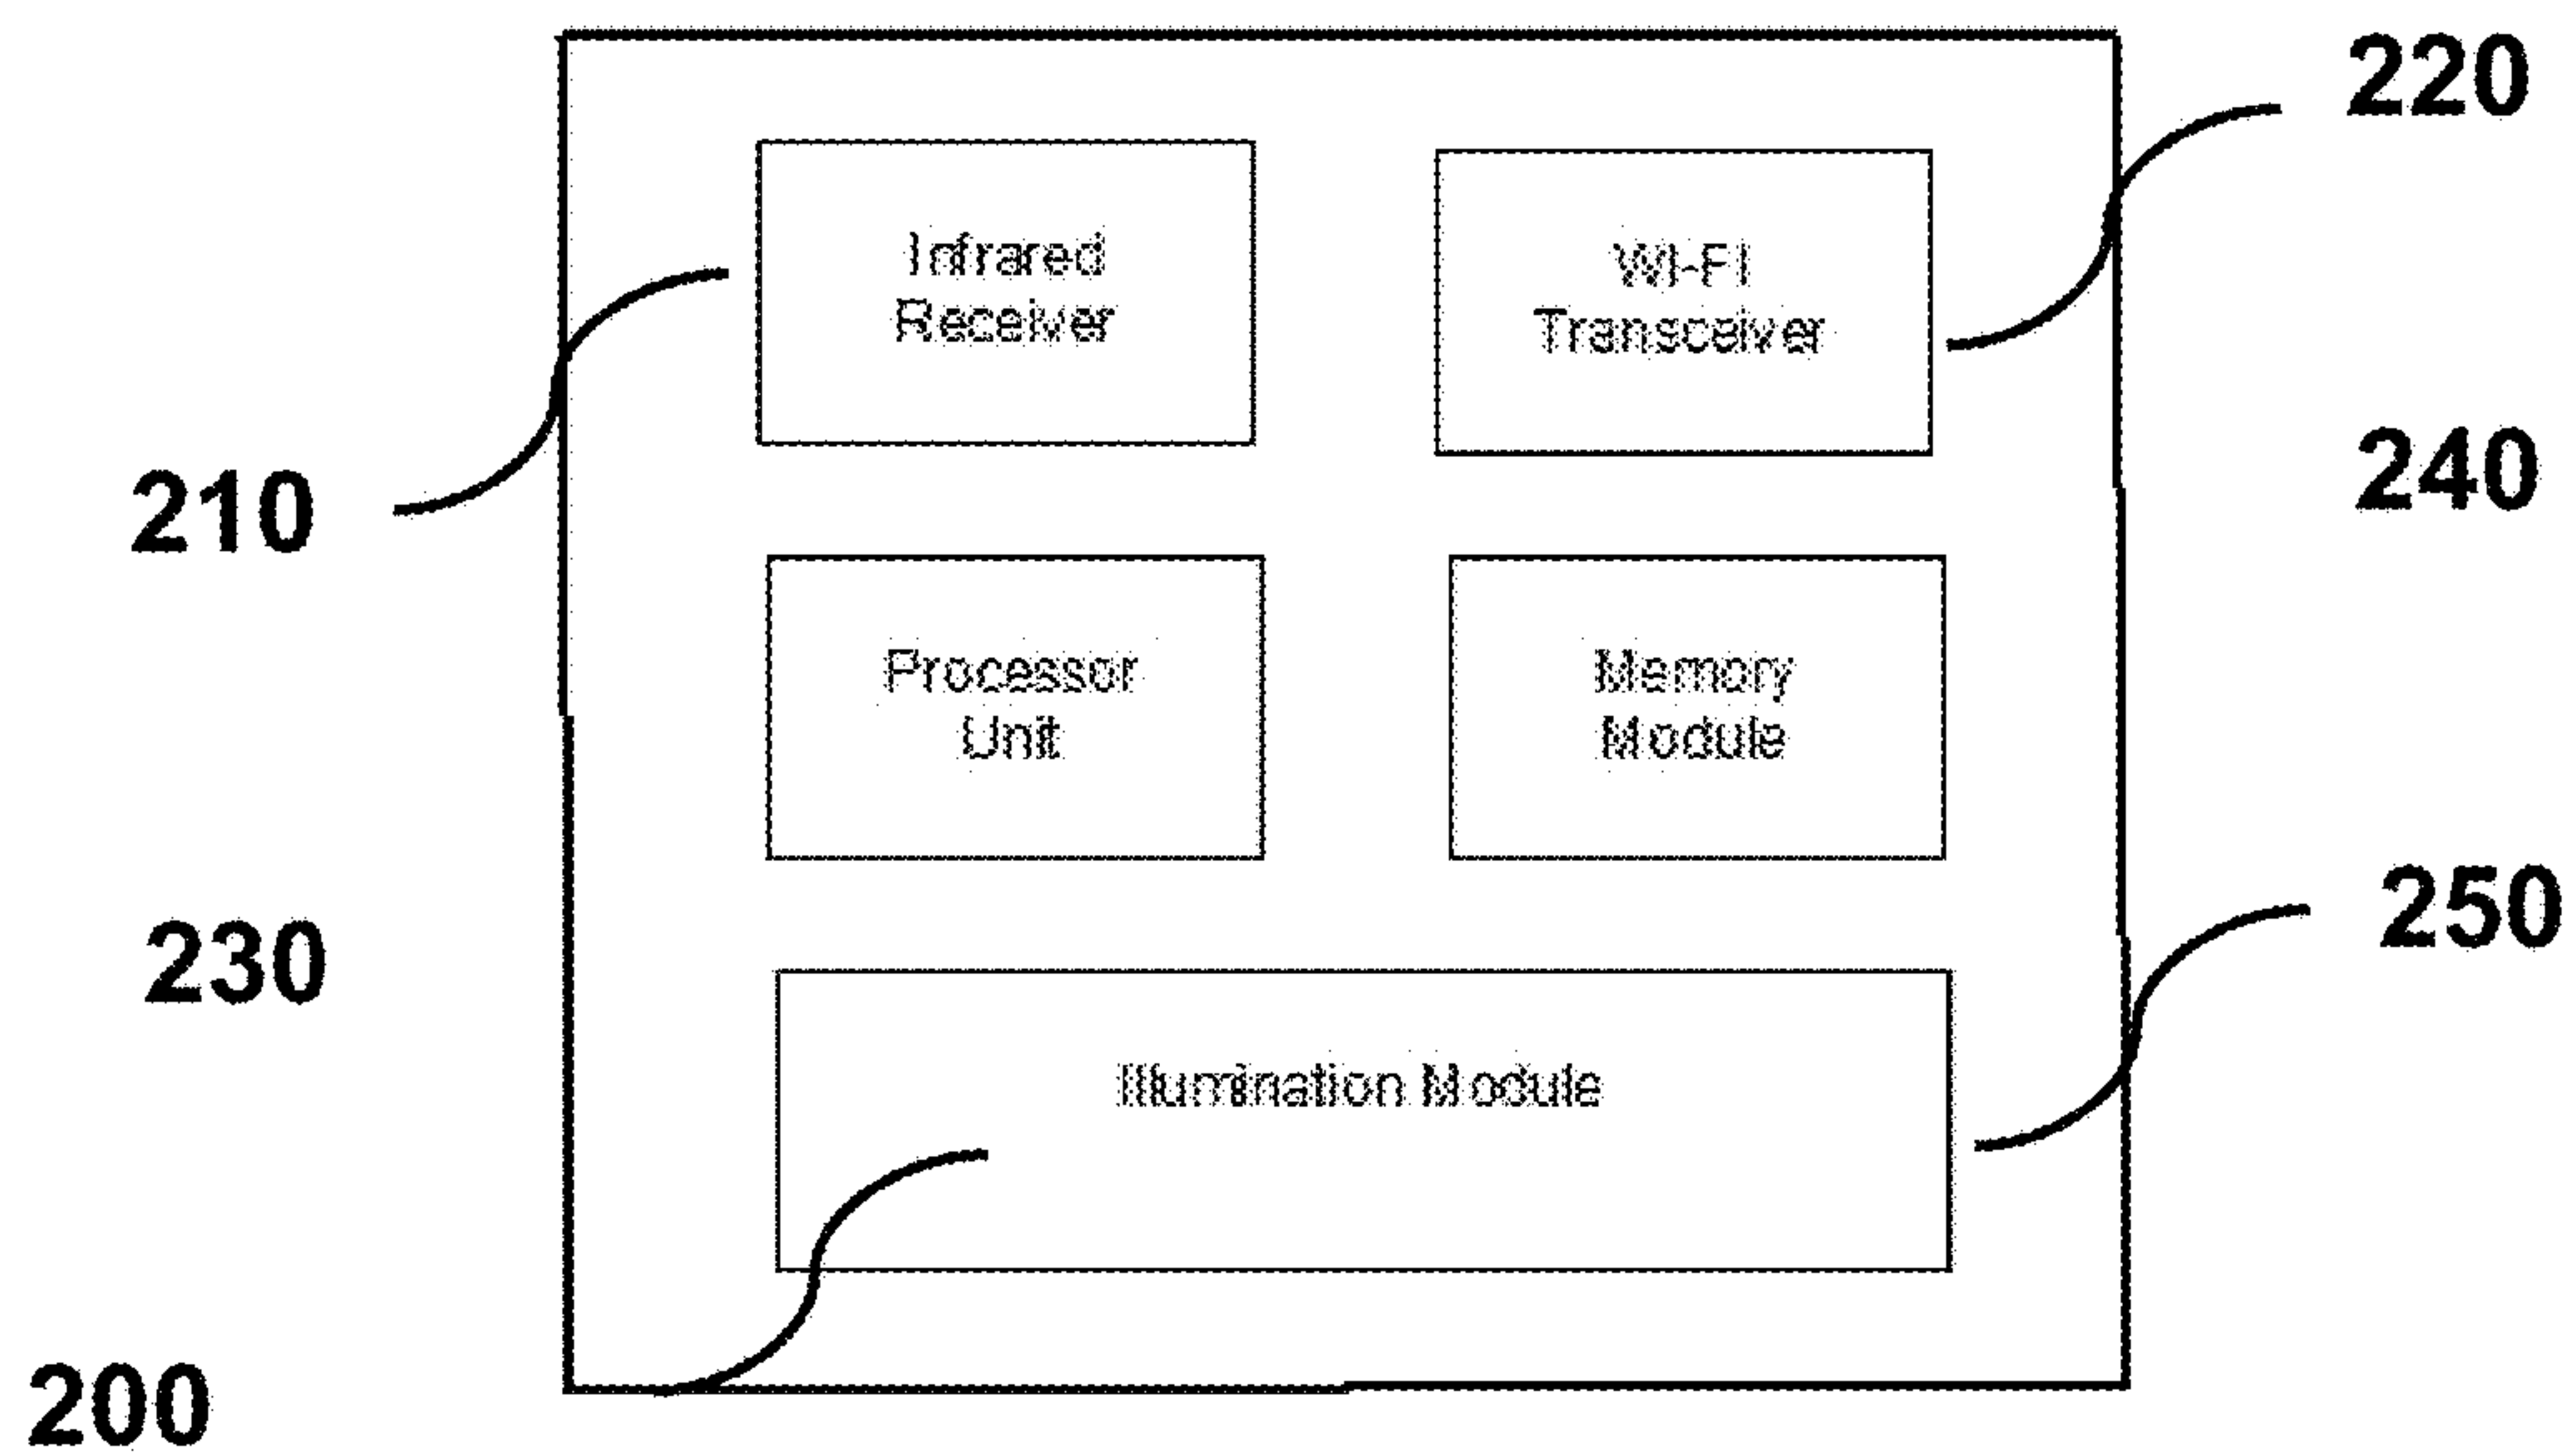 220
Infrared
Receiver
WI-FI
Transceiver
210
240
Processor
Unit
Memory
Module
230
250
Illumination Module
200